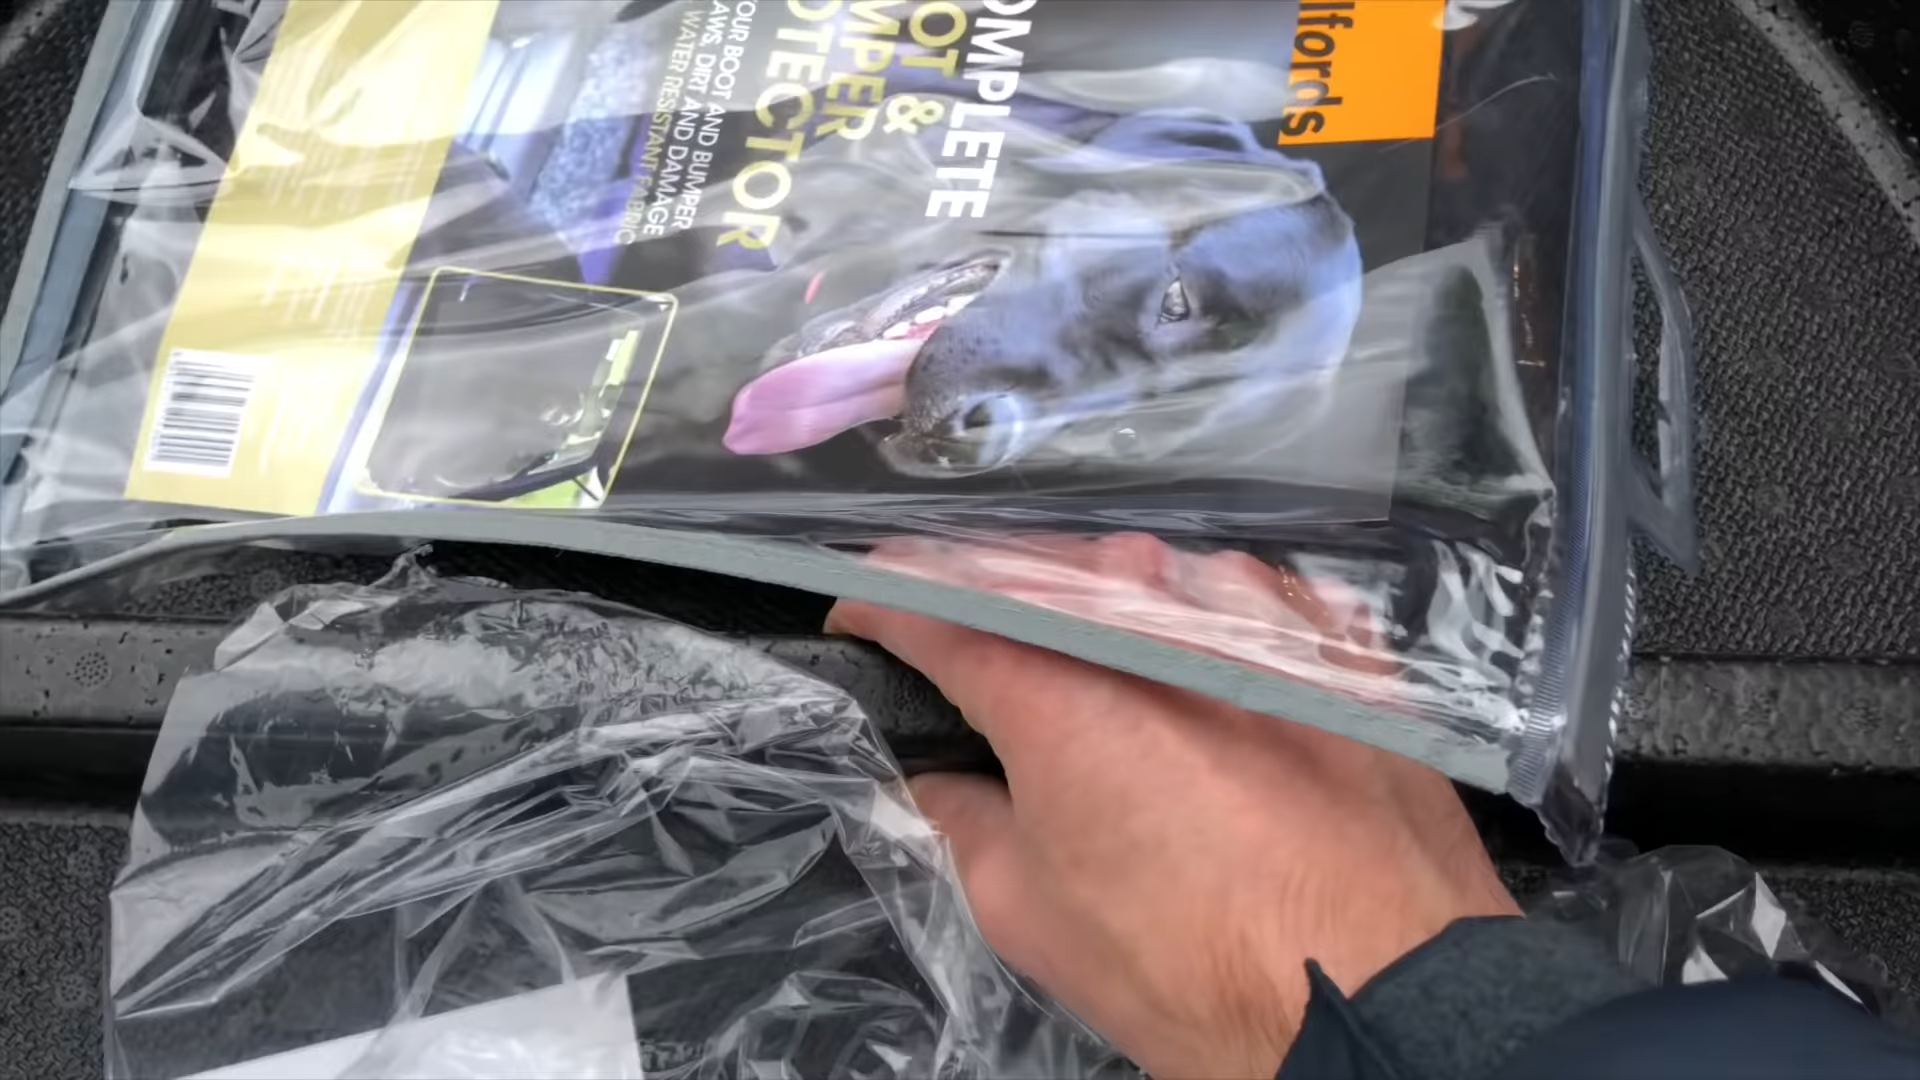 lfords
OMPLETE
OOT &
MPER
OTECTOR
OUR BOOT AND BUMPER
AWS, DIRT AND DAMAGE
WATER RESISTANT FABRIC